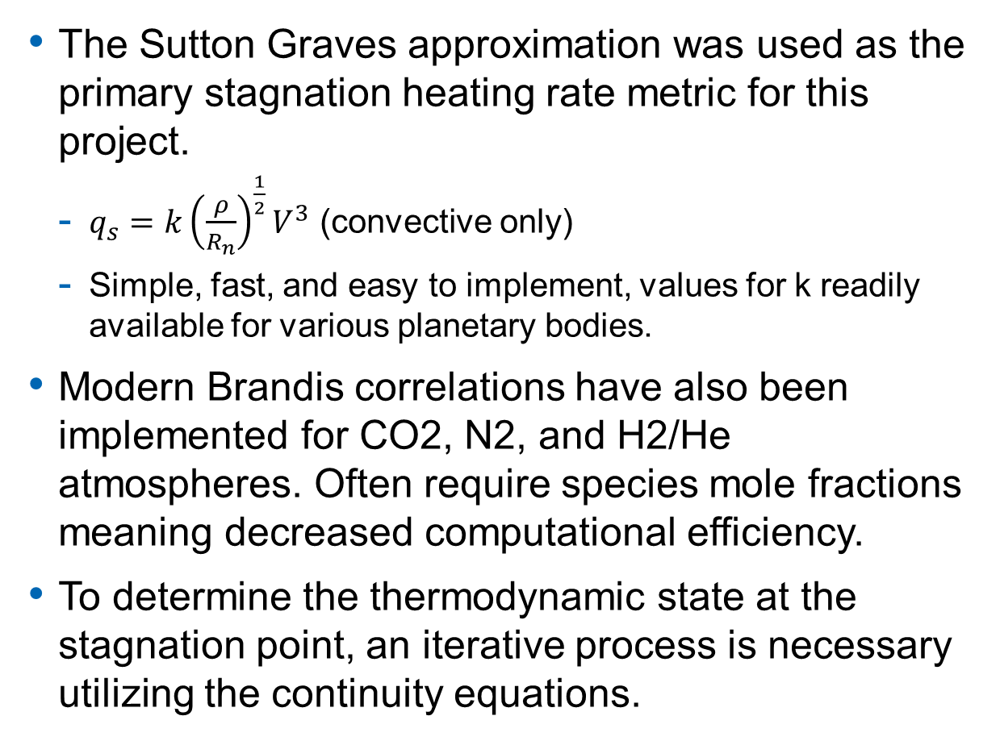 • The Sutton Graves approximation was used as the
primary stagnation heating rate metric for this
project.
- $q_s = k\left(\frac{\rho}{R_n}\right)^{\frac{1}{2}} V^3$ (convective only)
- Simple, fast, and easy to implement, values for k readily
available for various planetary bodies.
• Modern Brandis correlations have also been
implemented for CO2, N2, and H2/He
atmospheres. Often require species mole fractions
meaning decreased computational efficiency.
• To determine the thermodynamic state at the
stagnation point, an iterative process is necessary
utilizing the continuity equations.